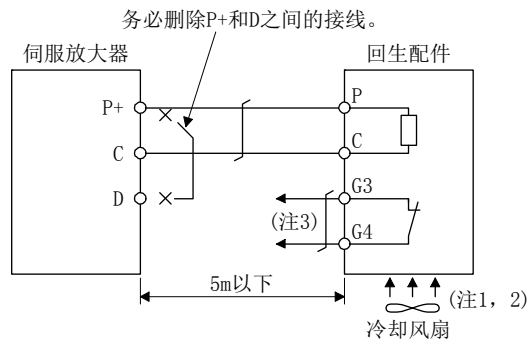 务必删除P+和D之间的接线。
伺服放大器
回生配件
P+
P
C
C
D
G3
(注3)
G4
5m以下
(注1, 2)
冷却风扇